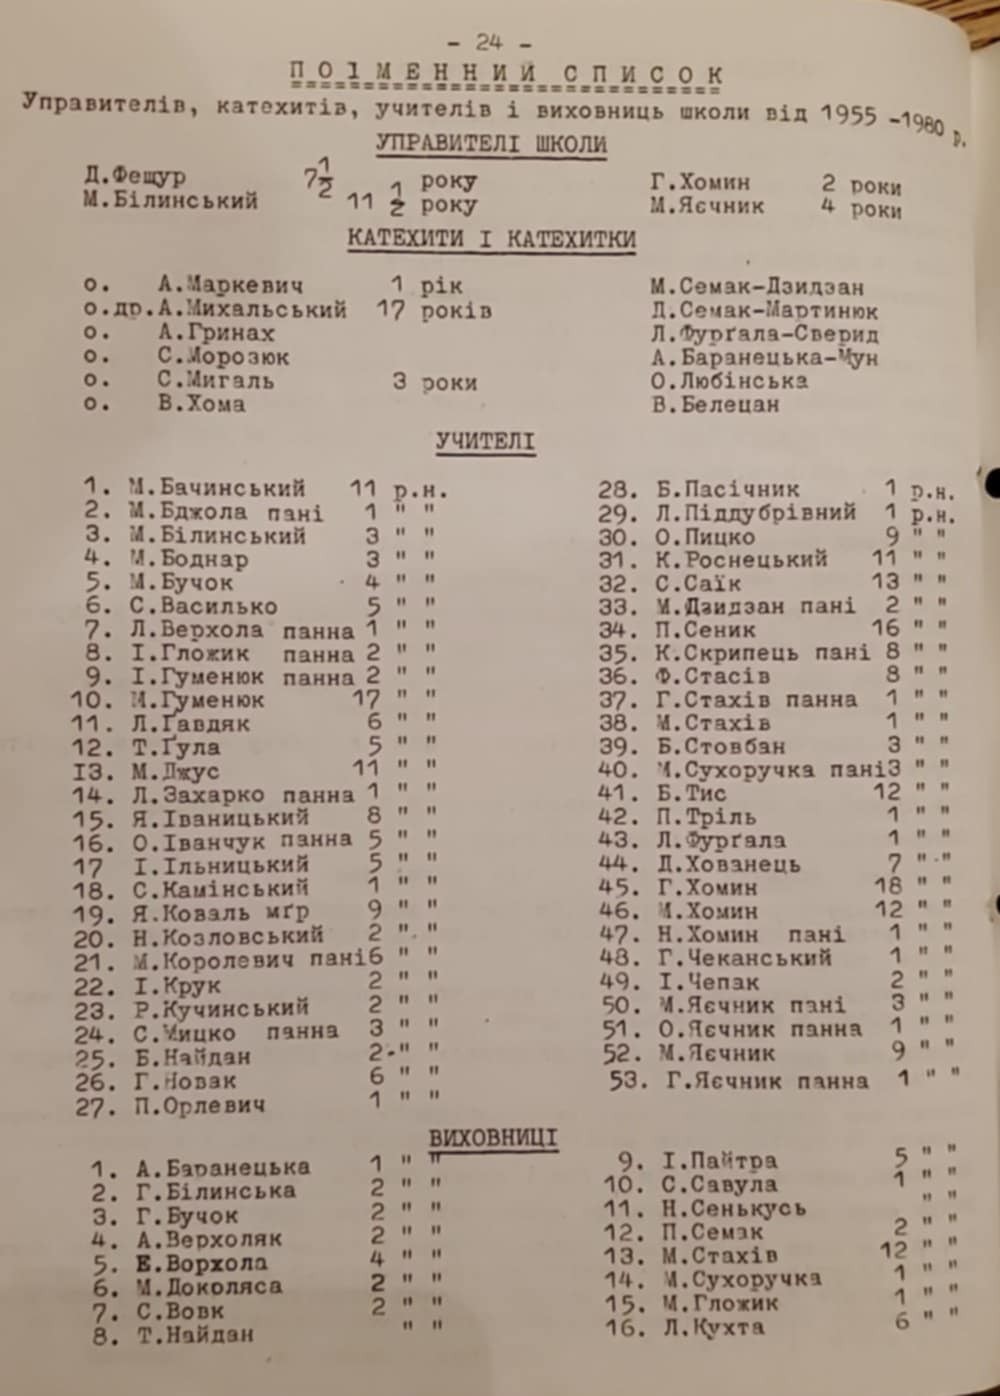 - 24 -
ПОІМЕННИЙ СПИСОК
Управителів, катехитів, учителів і виховниць школи від 1955 -1980 р.
УПРАВИТЕЛІ ШКОЛИ
Д.Фещур 7½ року Г.Хомин 2 роки
М.Білинський 11 ½ року М.Яєчник 4 роки
КАТЕХИТИ І КАТЕХИТКИ
о. А.Маркевич 1 рік М.Семак-Дзидзан
о.др.А.Михальський 17 років Д.Семак-Мартинюк
о. А.Гринах Л.Фурґала-Сверид
о. С.Морозюк А.Баранецька-Мун
о. С.Мигаль 3 роки О.Любінська
о. В.Хома В.Белецан
УЧИТЕЛІ
1. М.Бачинський 11 р.н.
2. М.Бджола пані 1 " "
3. М.Білинський 3 " "
4. М.Боднар 3 " "
5. М.Бучок 4 " "
6. С.Василько 5 " "
7. Л.Верхола панна 1 " "
8. І.Гложик панна 2 " "
9. І.Гуменюк панна 2 " "
10. М.Гуменюк 17 " "
11. Л.Ґавдяк 6 " "
12. Т.Ґула 5 " "
13. М.Джус 11 " "
14. Л.Захарко панна 1 " "
15. Я.Іваницький 8 " "
16. О.Іванчук панна 5 " "
17 І.Ільницький 5 " "
18. С.Камінський 1 " "
19. Я.Коваль мґр 9 " "
20. Н.Козловський 2 " "
21. М.Королевич пані6 " "
22. І.Крук 2 " "
23. Р.Кучинський 2 " "
24. С.Мицко панна 3 " "
25. Б.Найдан 2 " "
26. Г.Новак 6 " "
27. П.Орлевич 1 " "
28. Б.Пасічник 1 р.н.
29. Л.Піддубрівний 1 р.н.
30. О.Пицко 9 " "
31. К.Роснецький 11 " "
32. С.Саїк 13 " "
33. М.Дзидзан пані 2 " "
34. П.Сеник 16 " "
35. К.Скрипець пані 8 " "
36. Ф.Стасів 8 " "
37. Г.Стахів панна 1 " "
38. М.Стахів 1 " "
39. Б.Стовбан 3 " "
40. М.Сухоручка пані3 " "
41. Б.Тис 12 " "
42. П.Тріль 1 " "
43. Л.Фурґала 1 " "
44. Д.Хованець 7 " "
45. Г.Хомин 18 " "
46. М.Хомин 12 " "
47. Н.Хомин пані 1 " "
48. Г.Чеканський 1 " "
49. І.Чепак 2 " "
50. М.Яєчник пані 3 " "
51. О.Яєчник панна 1 " "
52. М.Яєчник 9 " "
53. Г.Яєчник панна 1 " "
ВИХОВНИЦІ
1. А.Баранецька 1 " "
2. Г.Білинська 2 " "
3. Г.Бучок 2 " "
4. А.Верхоляк 2 " "
5. Е.Ворхола 4 " "
6. М.Доколяса 2 " "
7. С.Вовк 2 " "
8. Т.Найдан " "
9. І.Пайтра 5 " "
10. С.Савула 1 " "
11. Н.Сенькусь " "
12. П.Семак 2 " "
13. М.Стахів 12 " "
14. М.Сухоручка 1 " "
15. М.Гложик 1 " "
16. Л.Кухта 6 " "